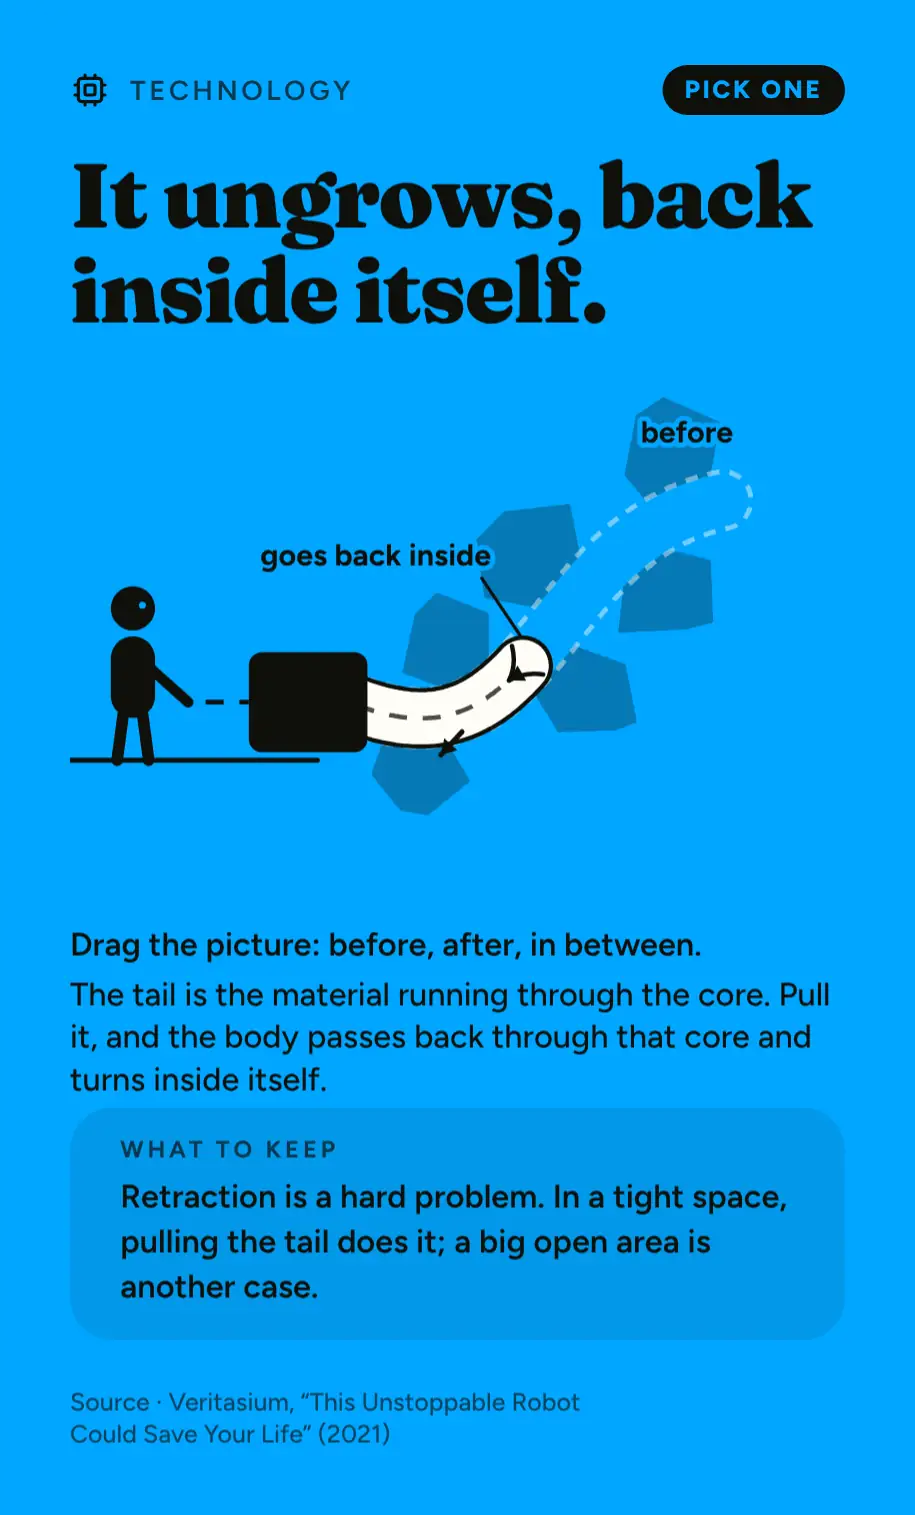 TECHNOLOGY
PICK ONE
It ungrows, back
inside itself.
before
goes back inside
Drag the picture: before, after, in between.
The tail is the material running through the core. Pull
it, and the body passes back through that core and
turns inside itself.
WHAT TO KEEP
Retraction is a hard problem. In a tight space,
pulling the tail does it; a big open area is
another case.
Source · Veritasium, “This Unstoppable Robot
Could Save Your Life” (2021)